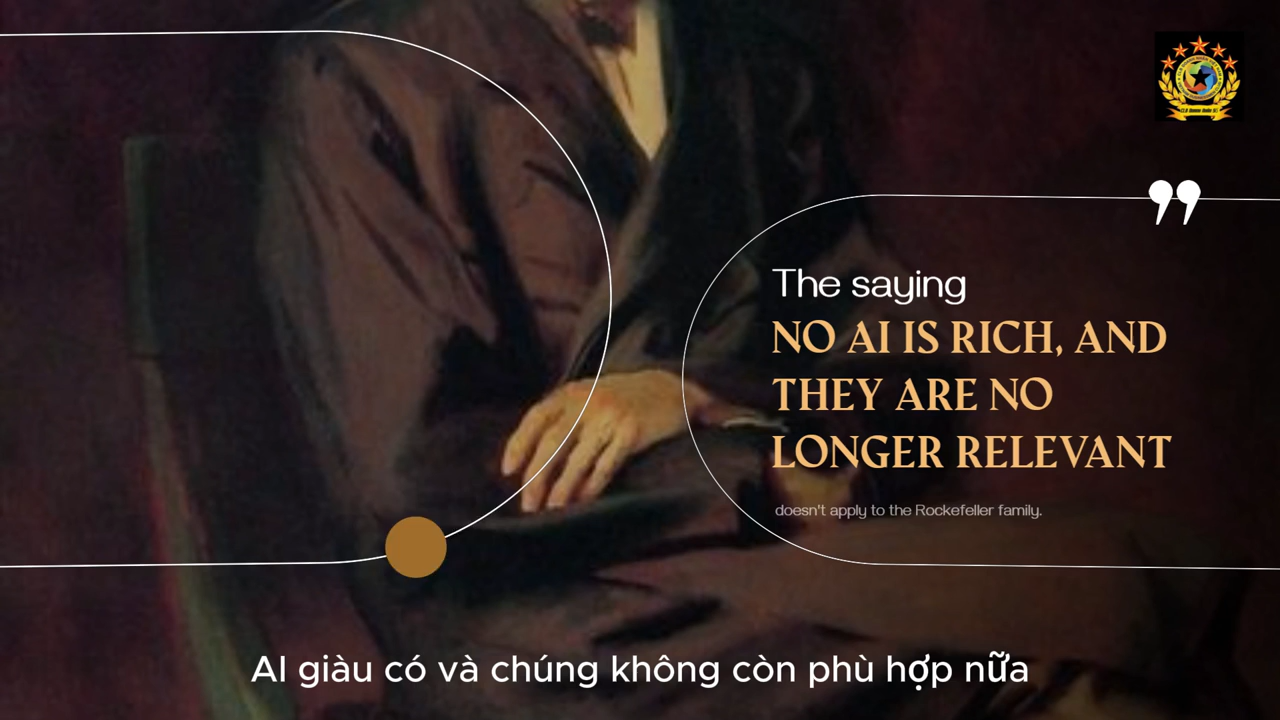 The saying
NO AI IS RICH, AND
THEY ARE NO
LONGER RELEVANT
doesn't apply to the Rockefeller family.
AI giàu có và chúng không còn phù hợp nữa